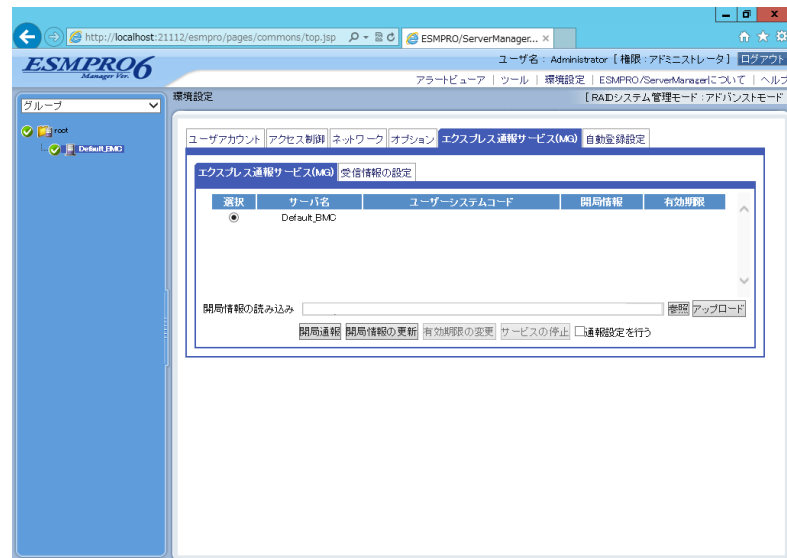 http://localhost:21112/esmpro/pages/commons/top.jsp
ESMPRO/ServerManager... ×
ESMPRO6
Manager Ver.
ユーザ名 : Administrator [ 権限 : アドミニストレータ ] ログアウト
アラートビューア | ツール | 環境設定 | ESMPRO/ServerManagerについて | ヘルプ
グループ
環境設定
[ RAIDシステム管理モード : アドバンストモード
root
Default_BMC
ユーザアカウント アクセス制御 ネットワーク オプション エクスプレス通報サービス(MG) 自動登録設定
エクスプレス通報サービス(MG) 受信情報の設定
選択 サーバ名 ユーザーシステムコード 開局情報 有効期限
Default_BMC
開局情報の読み込み 参照 アップロード
開局通報 開局情報の更新 有効期限の変更 サービスの停止 通報設定を行う